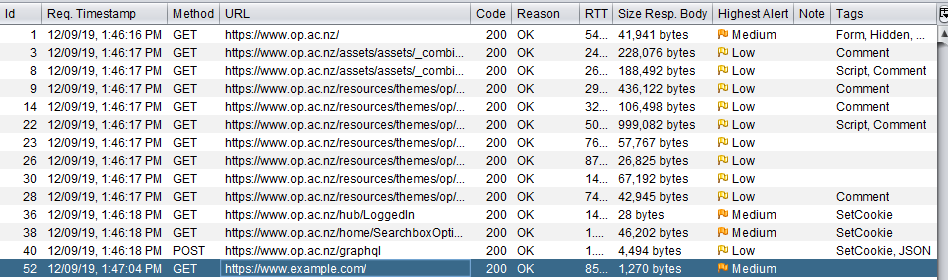 Id Req. Timestamp Method URL Code Reason RTT Size Resp. Body Highest Alert Note Tags
1 12/09/19, 1:46:16 PM GET https://www.op.ac.nz/ 200 OK 54... 41,941 bytes Medium Form, Hidden, ...
3 12/09/19, 1:46:17 PM GET https://www.op.ac.nz/assets/assets/_combi... 200 OK 24... 228,076 bytes Low Comment
8 12/09/19, 1:46:17 PM GET https://www.op.ac.nz/assets/assets/_combi... 200 OK 26... 188,492 bytes Low Script, Comment
9 12/09/19, 1:46:17 PM GET https://www.op.ac.nz/resources/themes/op/... 200 OK 29... 436,122 bytes Low Comment
14 12/09/19, 1:46:17 PM GET https://www.op.ac.nz/resources/themes/op/... 200 OK 32... 106,498 bytes Low Comment
22 12/09/19, 1:46:17 PM GET https://www.op.ac.nz/resources/themes/op/... 200 OK 50... 999,082 bytes Low Script, Comment
23 12/09/19, 1:46:17 PM GET https://www.op.ac.nz/resources/themes/op/... 200 OK 76... 57,767 bytes Low
26 12/09/19, 1:46:17 PM GET https://www.op.ac.nz/resources/themes/op/... 200 OK 87... 26,825 bytes Low
30 12/09/19, 1:46:17 PM GET https://www.op.ac.nz/resources/themes/op/... 200 OK 14... 67,192 bytes Low
28 12/09/19, 1:46:17 PM GET https://www.op.ac.nz/resources/themes/op/... 200 OK 74... 42,945 bytes Low Comment
36 12/09/19, 1:46:18 PM GET https://www.op.ac.nz/hub/LoggedIn 200 OK 14... 28 bytes Medium SetCookie
38 12/09/19, 1:46:18 PM GET https://www.op.ac.nz/home/SearchboxOpti... 200 OK 1.... 46,202 bytes Medium SetCookie
40 12/09/19, 1:46:18 PM POST https://www.op.ac.nz/graphql 200 OK 1.... 4,494 bytes Low SetCookie, JSON
52 12/09/19, 1:47:04 PM GET https://www.example.com/ 200 OK 85... 1,270 bytes Medium